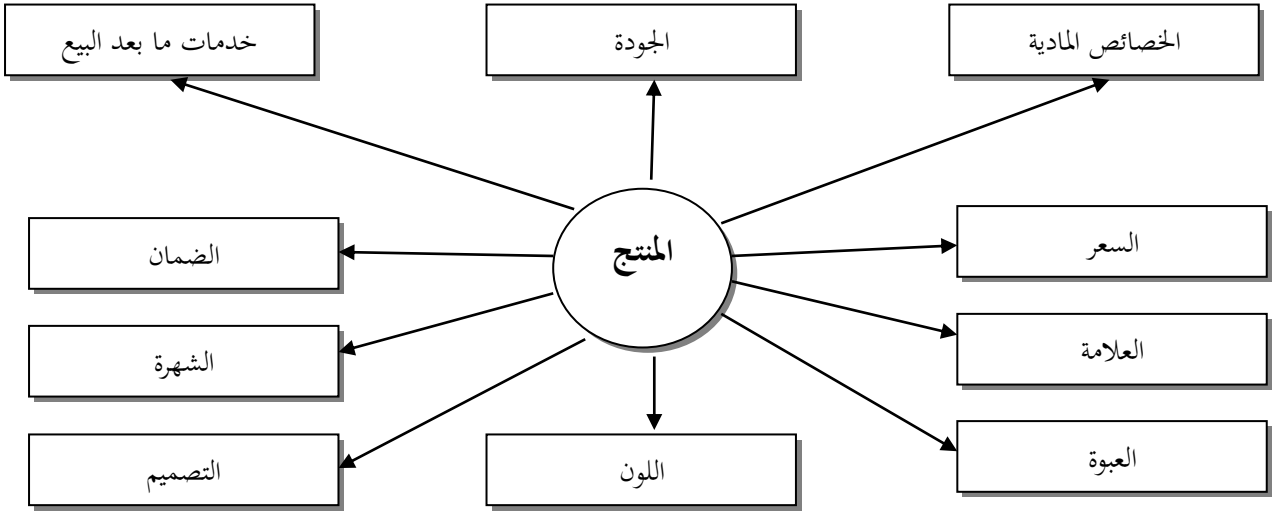 الخصائص المادية
الجودة
خدمات ما بعد البيع
المنتج
السعر
الضمان
العلامة
الشهرة
العبوة
اللون
التصميم